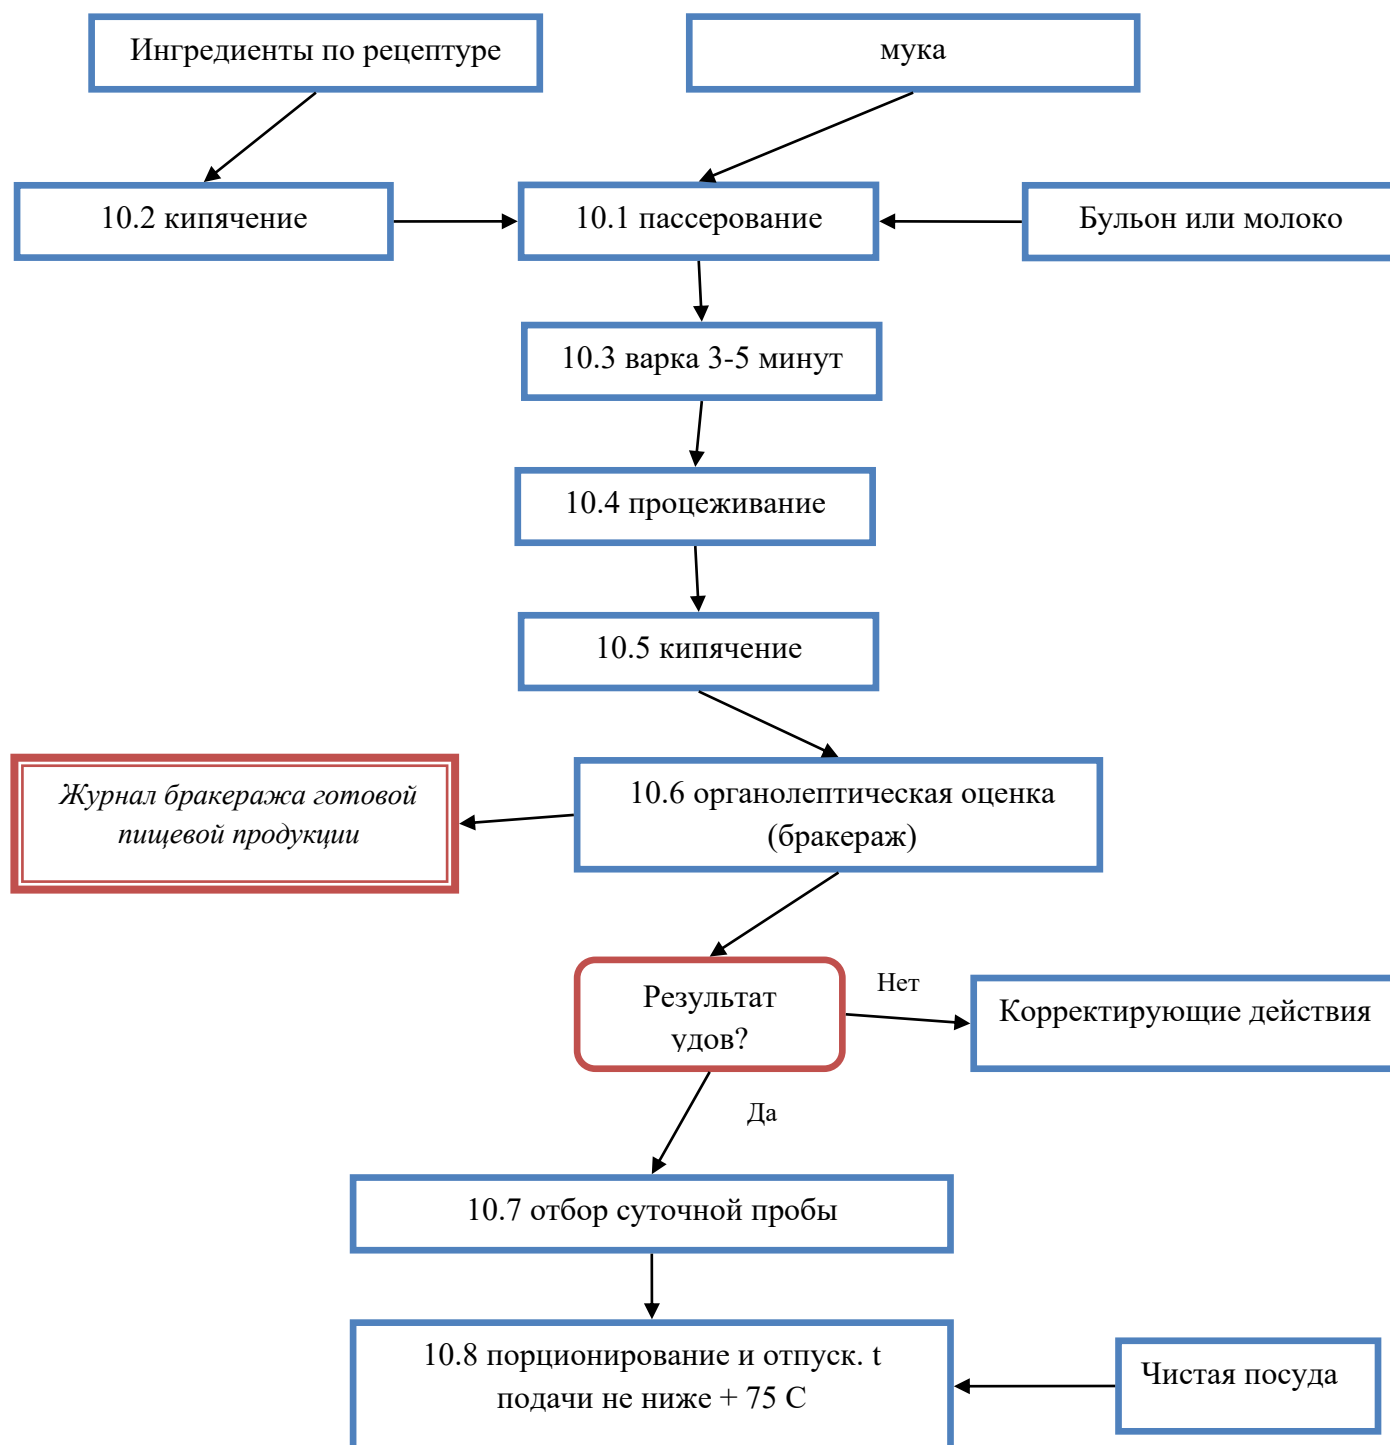 Ингредиенты по рецептуре
мука
10.2 кипячение
10.1 пассерование
Бульон или молоко
10.3 варка 3-5 минут
10.4 процеживание
10.5 кипячение
Журнал бракеража готовой
пищевой продукции
10.6 органолептическая оценка
(бракераж)
Результат
удов?
Нет
Корректирующие действия
Да
10.7 отбор суточной пробы
10.8 порционирование и отпуск. t
подачи не ниже + 75 С
Чистая посуда